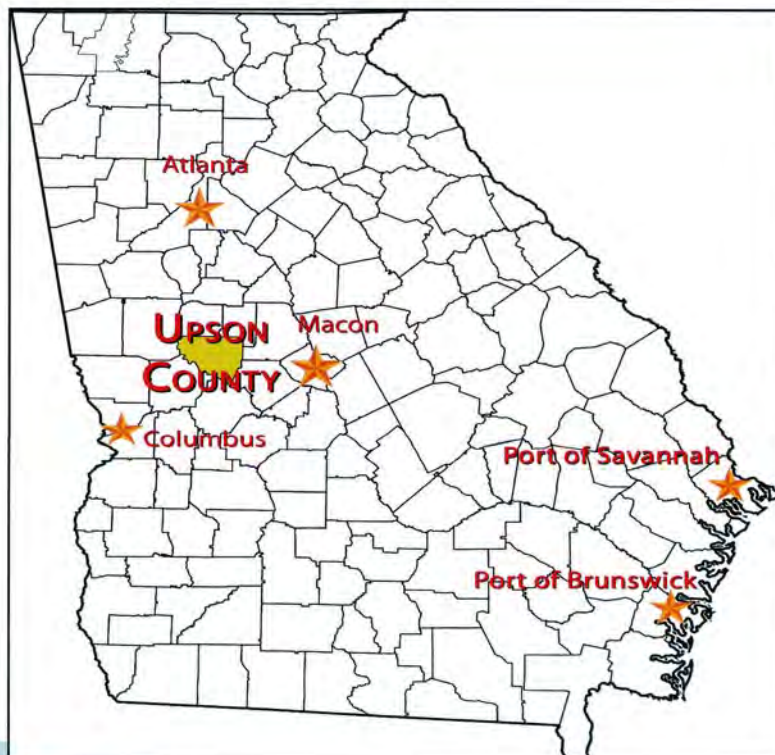 Atlanta
UPSON
COUNTY
Macon
Columbus
Port of Savannah
Port of Brunswick